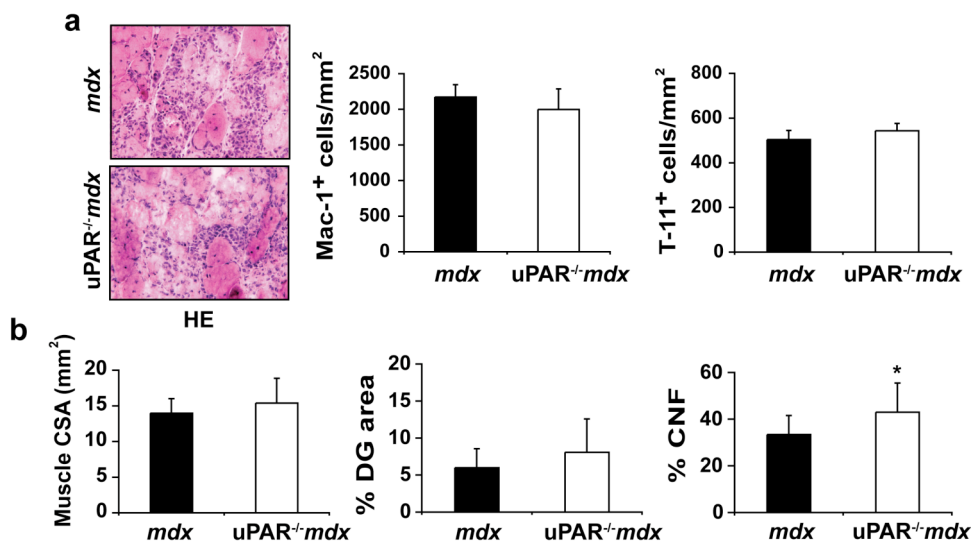 a
mdx
uPAR-/-mdx
HE
Mac-1+ cells/mm2
2500
2000
1500
1000
500
0
mdx uPAR-/-mdx
T-11+ cells/mm2
800
600
400
200
0
mdx uPAR-/-mdx
b
Muscle CSA (mm2)
20
15
10
5
0
mdx uPAR-/-mdx
% DG area
20
15
10
5
0
mdx uPAR-/-mdx
% CNF
60
40
20
0
*
mdx uPAR-/-mdx